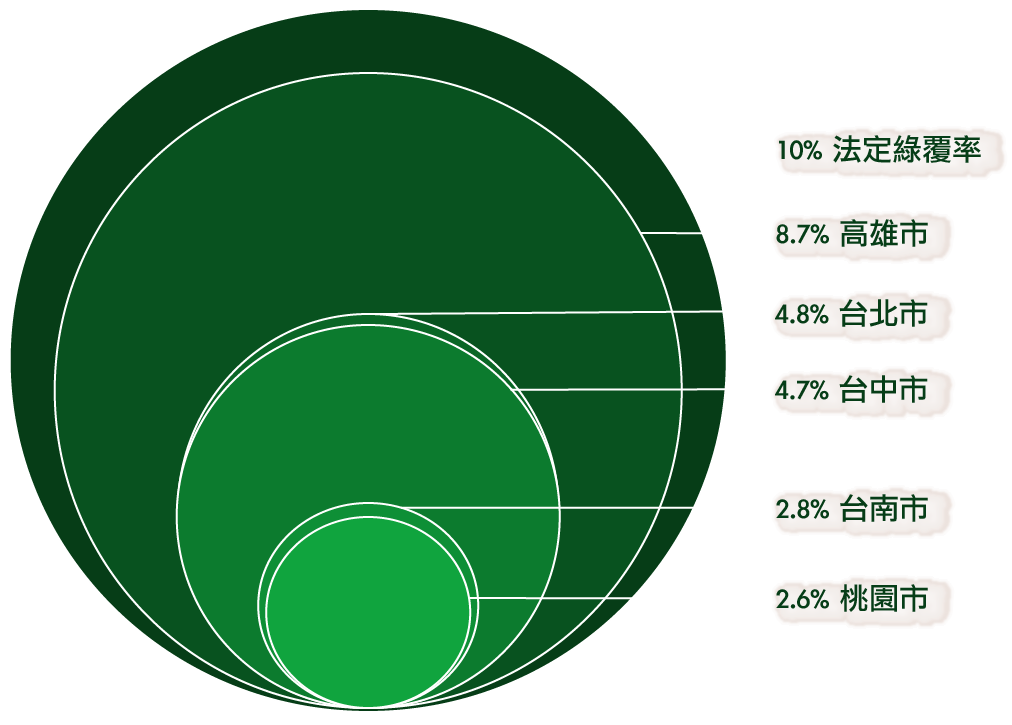 10% 法定綠覆率
8.7% 高雄市
4.8% 台北市
4.7% 台中市
2.8% 台南市
2.6% 桃園市